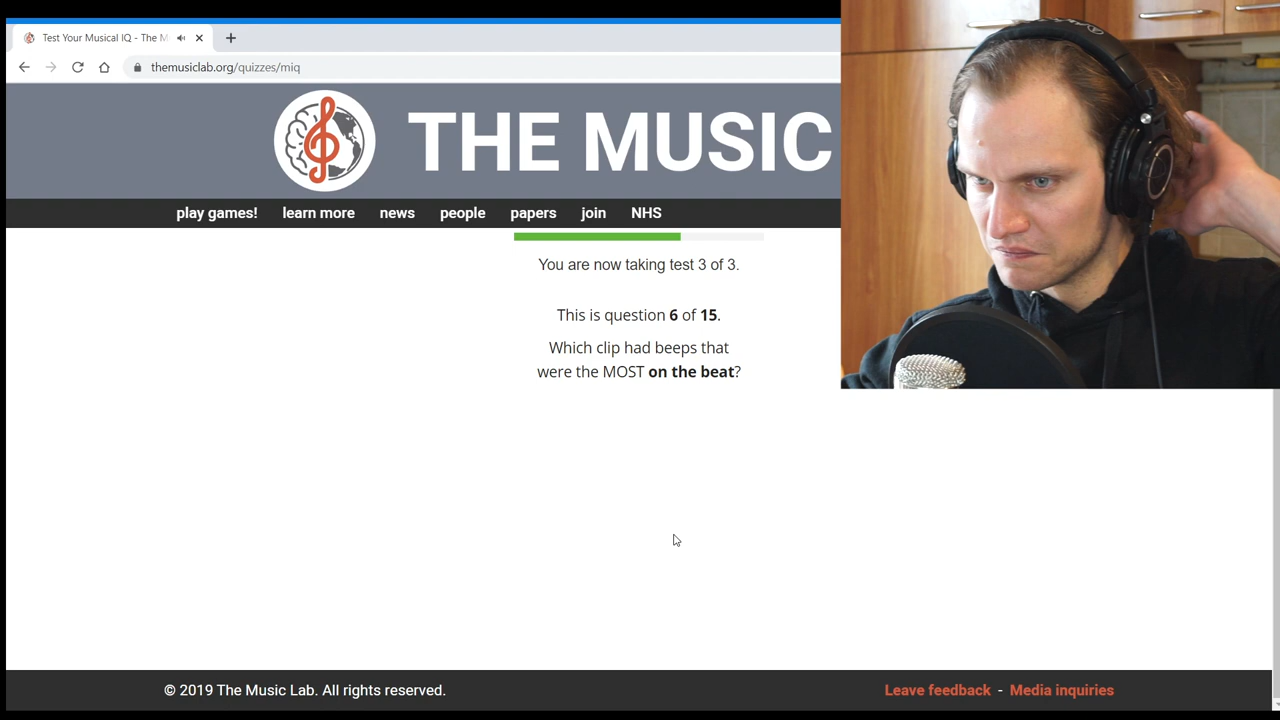 Test Your Musical IQ - The M
themusiclab.org/quizzes/miq
THE MUSIC
play games! learn more news people papers join NHS
You are now taking test 3 of 3.
This is question 6 of 15.
Which clip had beeps that
were the MOST on the beat?
© 2019 The Music Lab. All rights reserved.
Leave feedback - Media inquiries